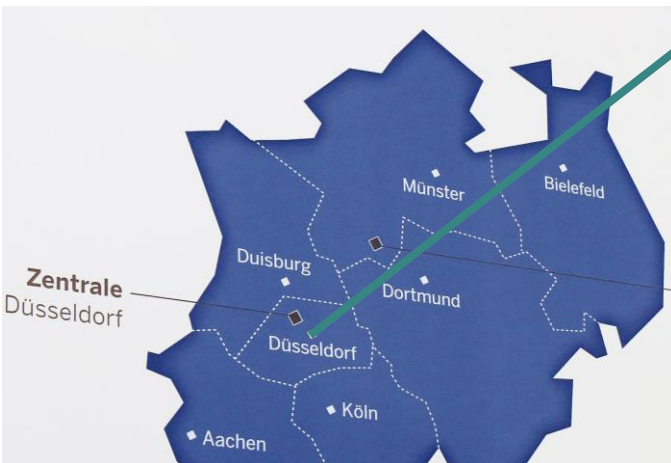 Münster
Bielefeld
Duisburg
Dortmund
Zentrale
Düsseldorf
Düsseldorf
Köln
Aachen